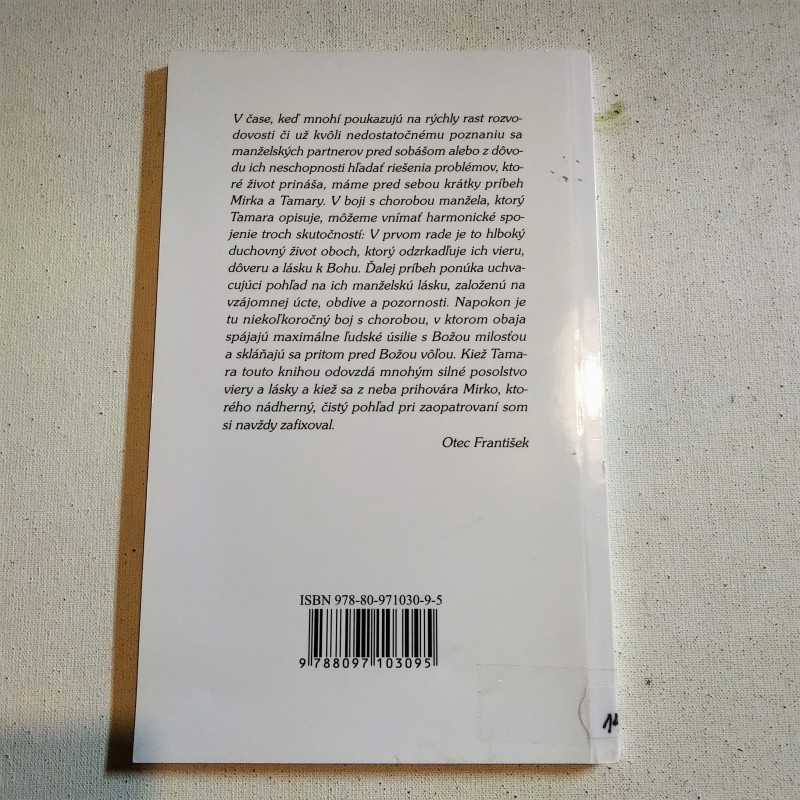 V čase, keď mnohí poukazujú na rýchly rast rozvo-
dovosti či už kvôli nedostatočnému poznaniu sa
manželských partnerov pred sobášom alebo z dôvo-
du ich neschopnosti hľadať riešenia problémov, kto-
ré život prináša, máme pred sebou krátky príbeh
Mirka a Tamary. V boji s chorobou manžela, ktorý
Tamara opisuje, môžeme vnímať harmonické spo-
jenie troch skutočností: V prvom rade je to hlboký
duchovný život oboch, ktorý odzrkadľuje ich vieru,
dôveru a lásku k Bohu. Ďalej príbeh ponúka uchva-
cujúci pohľad na ich manželskú lásku, založenú na
vzájomnej úcte, obdive a pozornosti. Napokon je
tu niekoľkoročný boj s chorobou, v ktorom obaja
spájajú maximálne ľudské úsilie s Božou milosťou
a skláňajú sa pritom pred Božou vôľou. Kiež Tama-
ra touto knihou odovzdá mnohým silné posolstvo
viery a lásky a kiež sa z neba prihovára Mirko, kto-
rého nádherný, čistý pohľad pri zaopatrovaní som
si navždy zafixoval.
Otec František
ISBN 978-80-971030-9-5
9 788097 103095